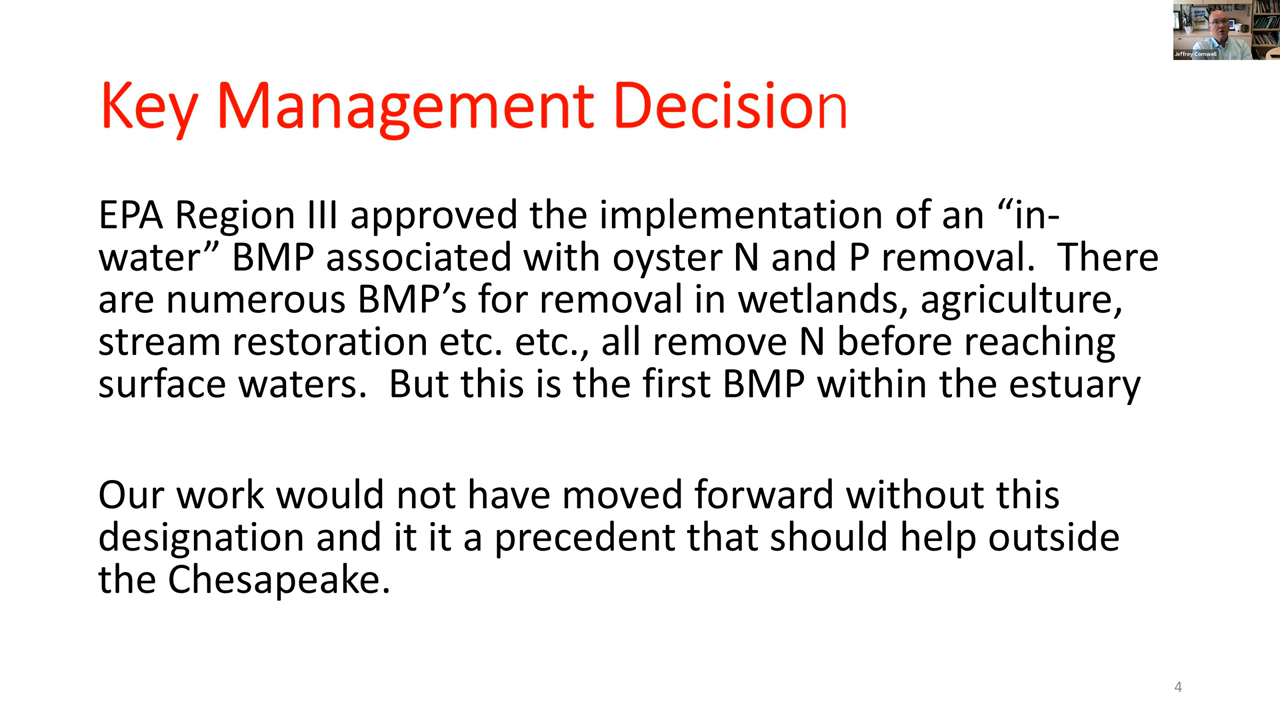 Jeffrey Cornwell
Key Management Decision
EPA Region III approved the implementation of an “in-
water” BMP associated with oyster N and P removal.  There
are numerous BMP’s for removal in wetlands, agriculture,
stream restoration etc. etc., all remove N before reaching
surface waters.  But this is the first BMP within the estuary
Our work would not have moved forward without this
designation and it it a precedent that should help outside
the Chesapeake.
4